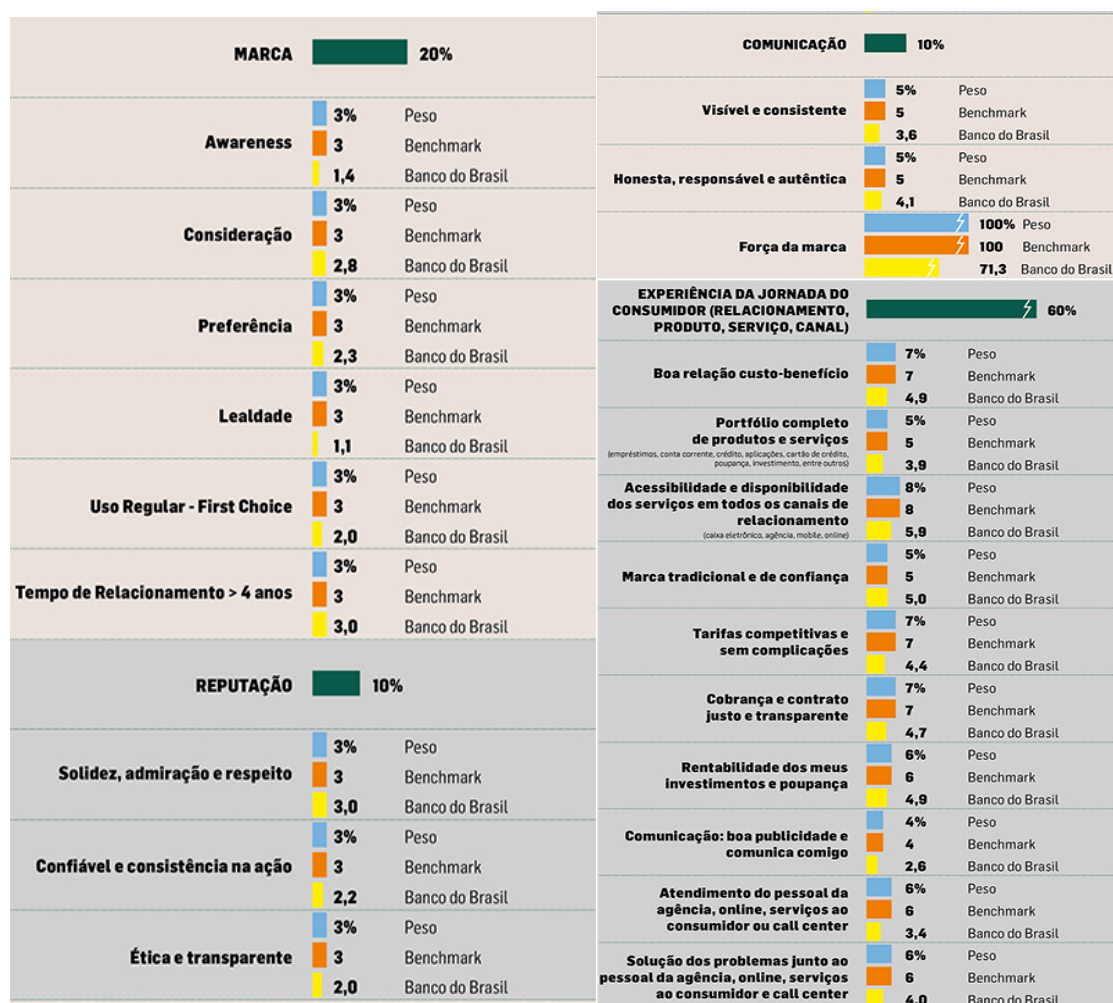 MARCA 20%
Awareness
3% Peso
3 Benchmark
1,4 Banco do Brasil
Consideração
3% Peso
3 Benchmark
2,8 Banco do Brasil
Preferência
3% Peso
3 Benchmark
2,3 Banco do Brasil
Lealdade
3% Peso
3 Benchmark
1,1 Banco do Brasil
Uso Regular - First Choice
3% Peso
3 Benchmark
2,0 Banco do Brasil
Tempo de Relacionamento > 4 anos
3% Peso
3 Benchmark
3,0 Banco do Brasil
REPUTAÇÃO 10%
Solidez, admiração e respeito
3% Peso
3 Benchmark
3,0 Banco do Brasil
Confiável e consistência na ação
3% Peso
3 Benchmark
2,2 Banco do Brasil
Ética e transparente
3% Peso
3 Benchmark
2,0 Banco do Brasil
COMUNICAÇÃO 10%
Visível e consistente
5% Peso
5 Benchmark
3,6 Banco do Brasil
Honesta, responsável e autêntica
5% Peso
5 Benchmark
4,1 Banco do Brasil
Força da marca
100% Peso
100 Benchmark
71,3 Banco do Brasil
EXPERIÊNCIA DA JORNADA DO
CONSUMIDOR (RELACIONAMENTO,
PRODUTO, SERVIÇO, CANAL)
60%
Boa relação custo-benefício
7% Peso
7 Benchmark
4,9 Banco do Brasil
Portfólio completo
de produtos e serviços
(empréstimos, conta corrente, crédito, aplicações, cartão de crédito,
poupança, investimento, entre outros)
5% Peso
5 Benchmark
3,9 Banco do Brasil
Acessibilidade e disponibilidade
dos serviços em todos os canais de
relacionamento
(caixa eletrônico, agência, mobile, online)
8% Peso
8 Benchmark
5,9 Banco do Brasil
Marca tradicional e de confiança
5% Peso
5 Benchmark
5,0 Banco do Brasil
Tarifas competitivas e
sem complicações
7% Peso
7 Benchmark
4,4 Banco do Brasil
Cobrança e contrato
justo e transparente
7% Peso
7 Benchmark
4,7 Banco do Brasil
Rentabilidade dos meus
investimentos e poupança
6% Peso
6 Benchmark
4,9 Banco do Brasil
Comunicação: boa publicidade e
comunica comigo
4% Peso
4 Benchmark
2,6 Banco do Brasil
Atendimento do pessoal da
agência, online, serviços ao
consumidor ou call center
6% Peso
6 Benchmark
3,4 Banco do Brasil
Solução dos problemas junto ao
pessoal da agência, online, serviços
ao consumidor e call center
6% Peso
6 Benchmark
4,0 Banco do Brasil